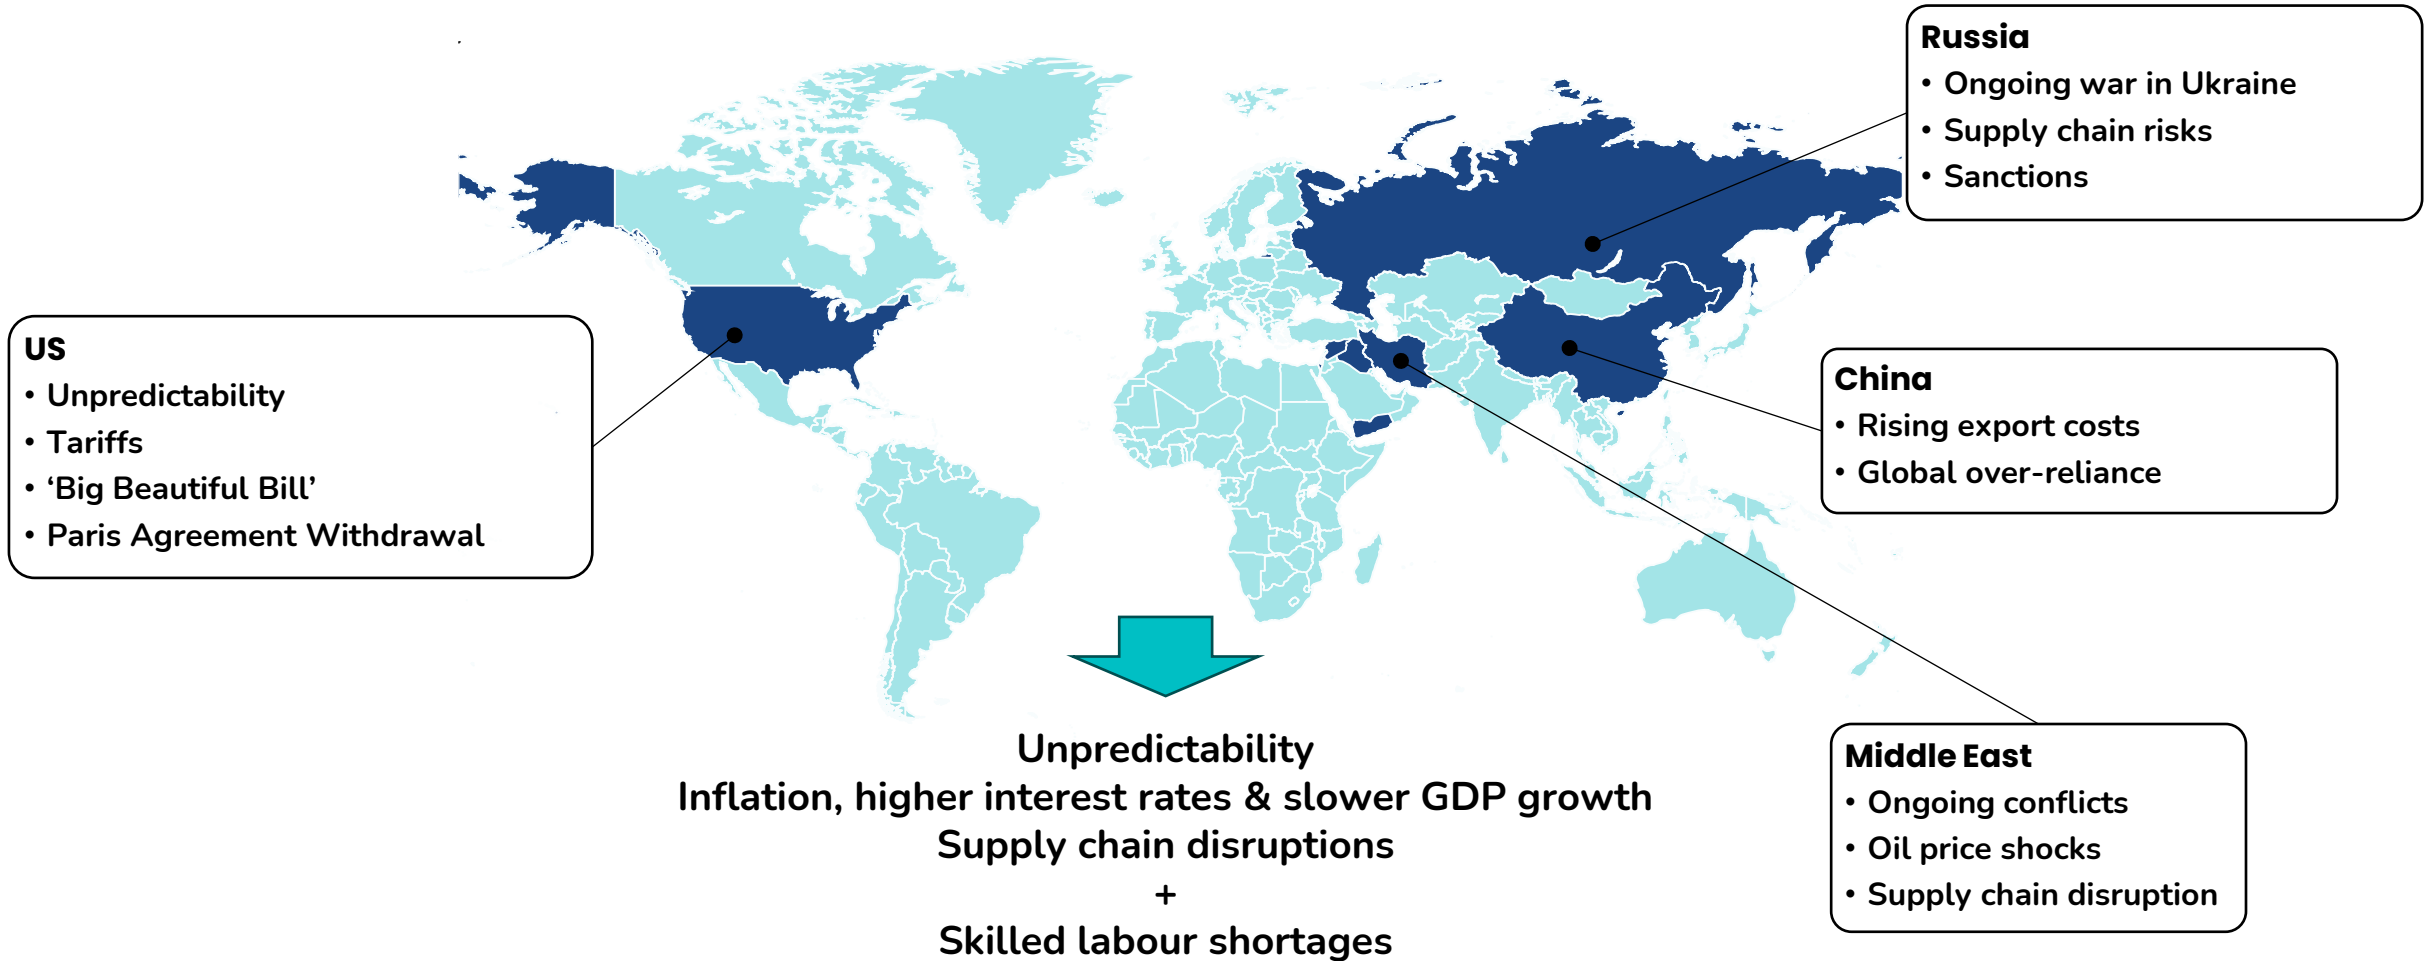 Russia
• Ongoing war in Ukraine
• Supply chain risks
• Sanctions
US
• Unpredictability
• Tariffs
• ‘Big Beautiful Bill’
• Paris Agreement Withdrawal
China
• Rising export costs
• Global over-reliance
Middle East
• Ongoing conflicts
• Oil price shocks
• Supply chain disruption
Unpredictability
Inflation, higher interest rates & slower GDP growth
Supply chain disruptions
+
Skilled labour shortages